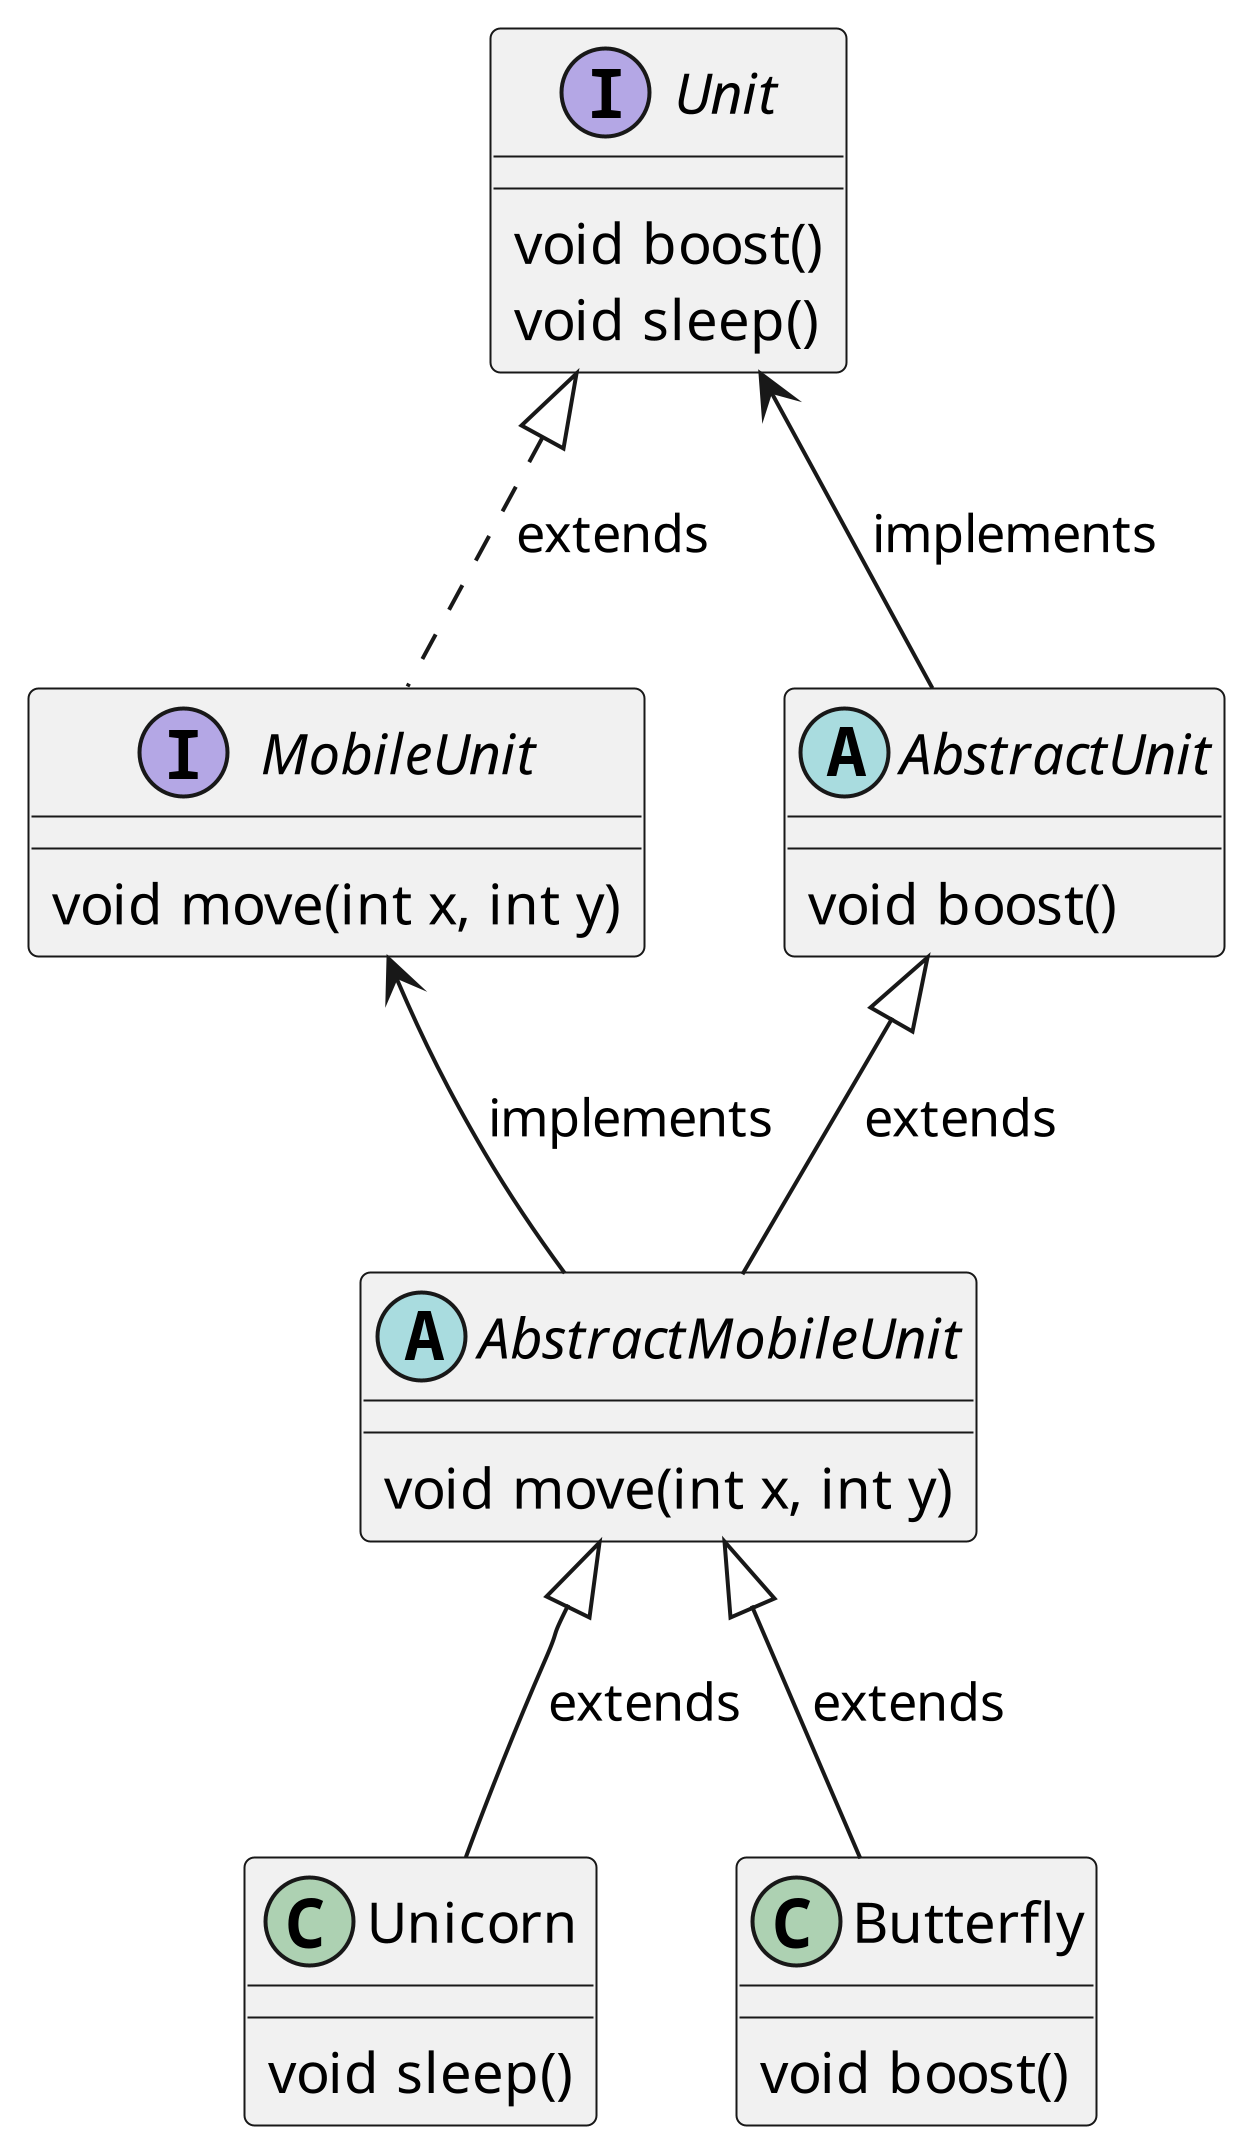 I Unit
void boost()
void sleep()
extends
implements
I MobileUnit
void move(int x, int y)
A AbstractUnit
void boost()
implements
extends
A AbstractMobileUnit
void move(int x, int y)
extends
extends
C Unicorn
void sleep()
C Butterfly
void boost()